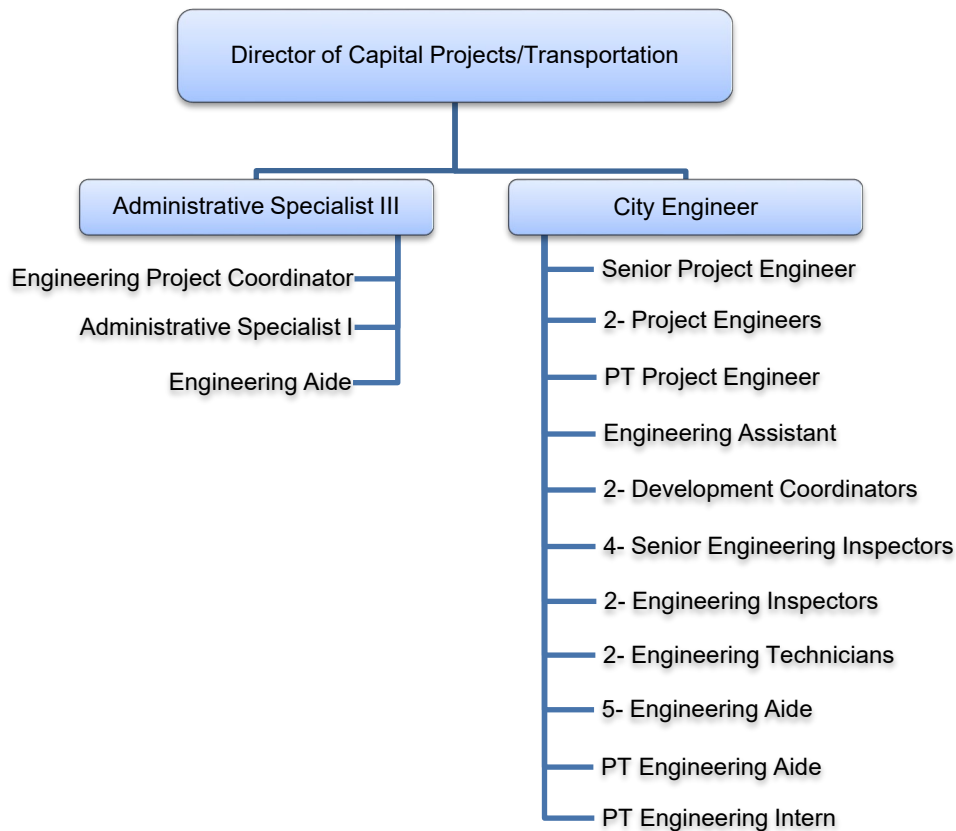 Director of Capital Projects/Transportation
Administrative Specialist III
Engineering Project Coordinator
Administrative Specialist I
Engineering Aide
City Engineer
Senior Project Engineer
2- Project Engineers
PT Project Engineer
Engineering Assistant
2- Development Coordinators
4- Senior Engineering Inspectors
2- Engineering Inspectors
2- Engineering Technicians
5- Engineering Aide
PT Engineering Aide
PT Engineering Intern